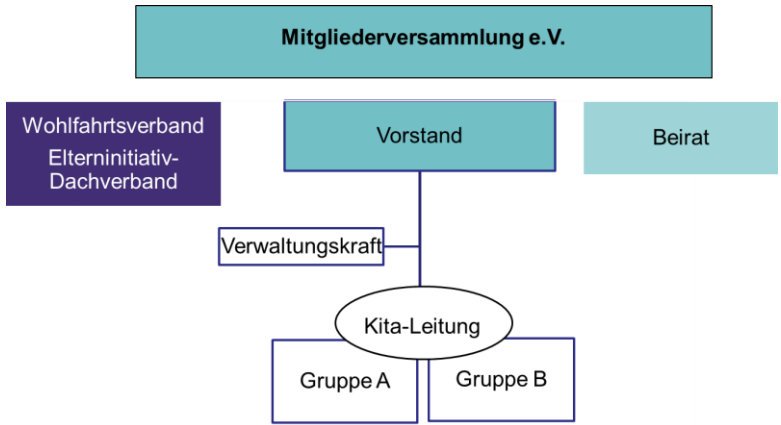 Mitgliederversammlung e.V.
Wohlfahrtsverband
Elterninitiativ-
Dachverband
Vorstand
Beirat
Verwaltungskraft
Kita-Leitung
Gruppe A
Gruppe B